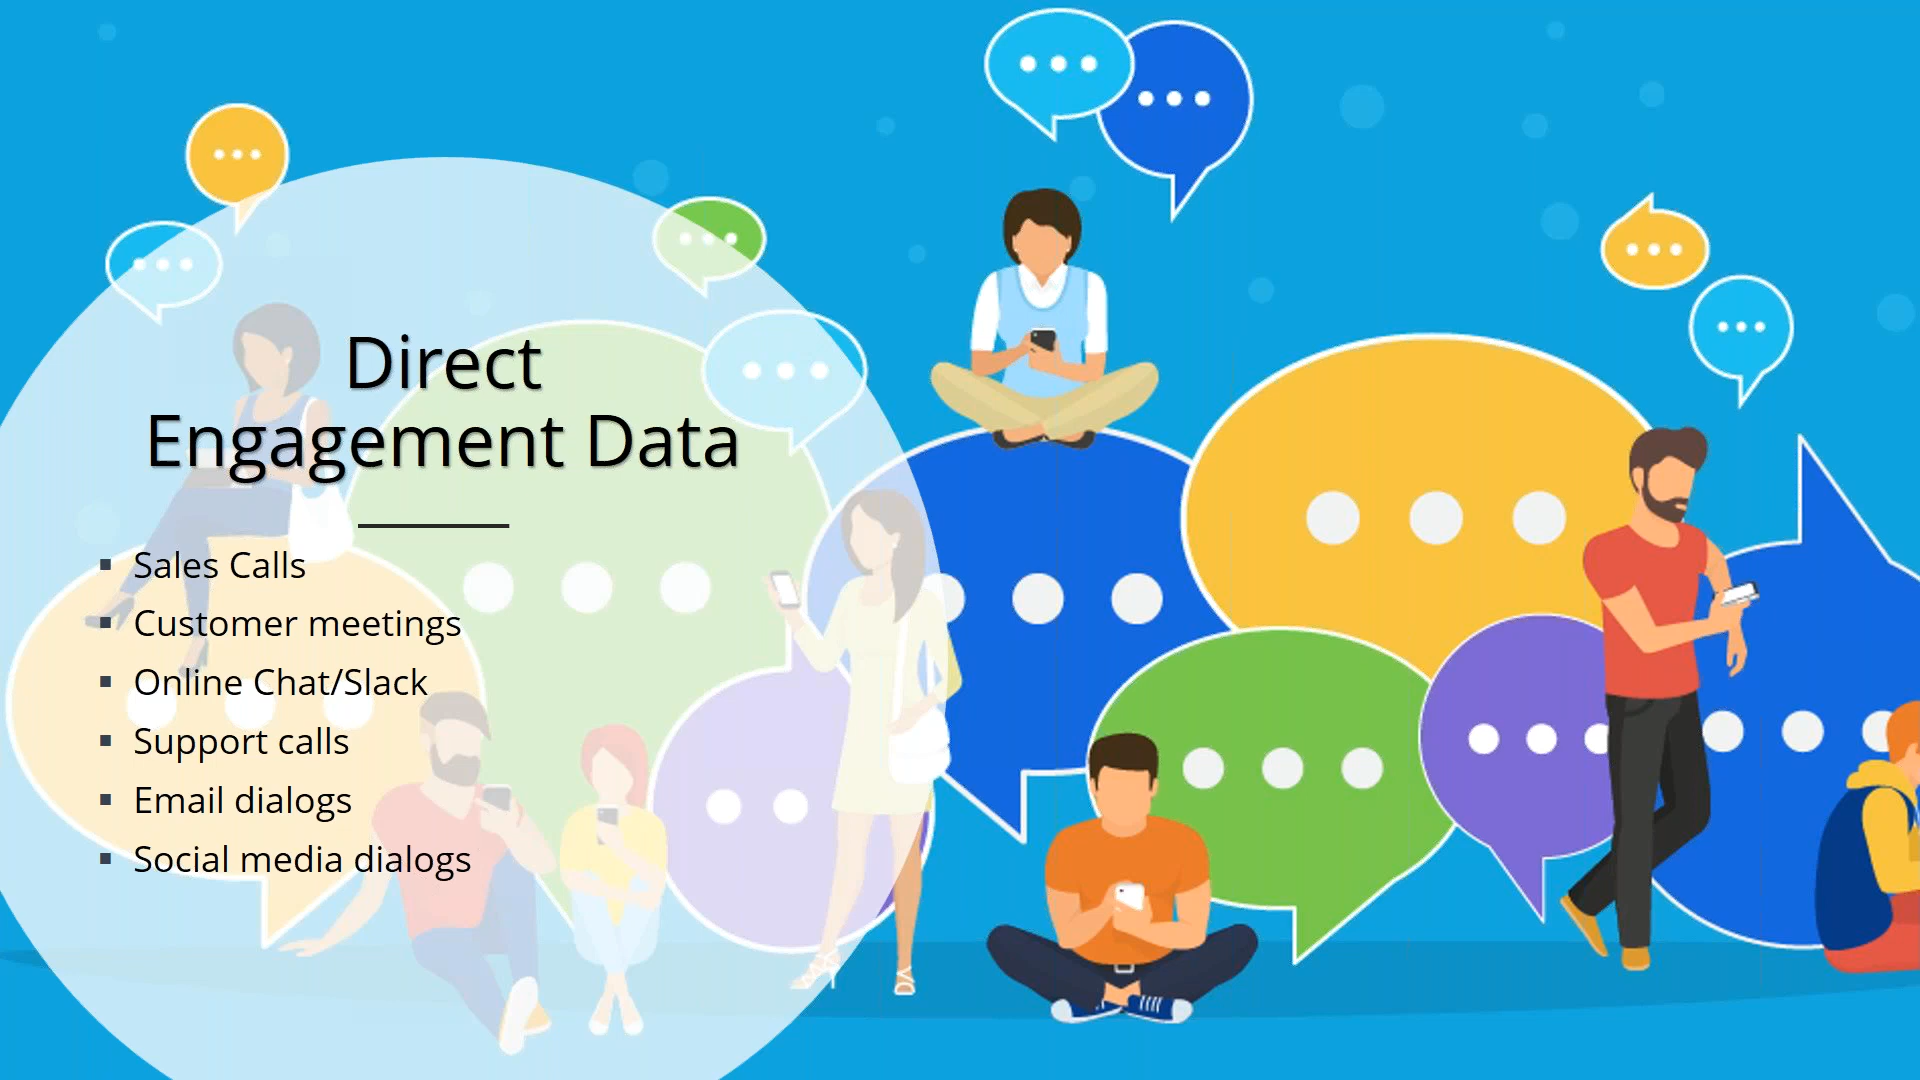 Direct
Engagement Data
▪ Sales Calls
▪ Customer meetings
▪ Online Chat/Slack
▪ Support calls
▪ Email dialogs
▪ Social media dialogs